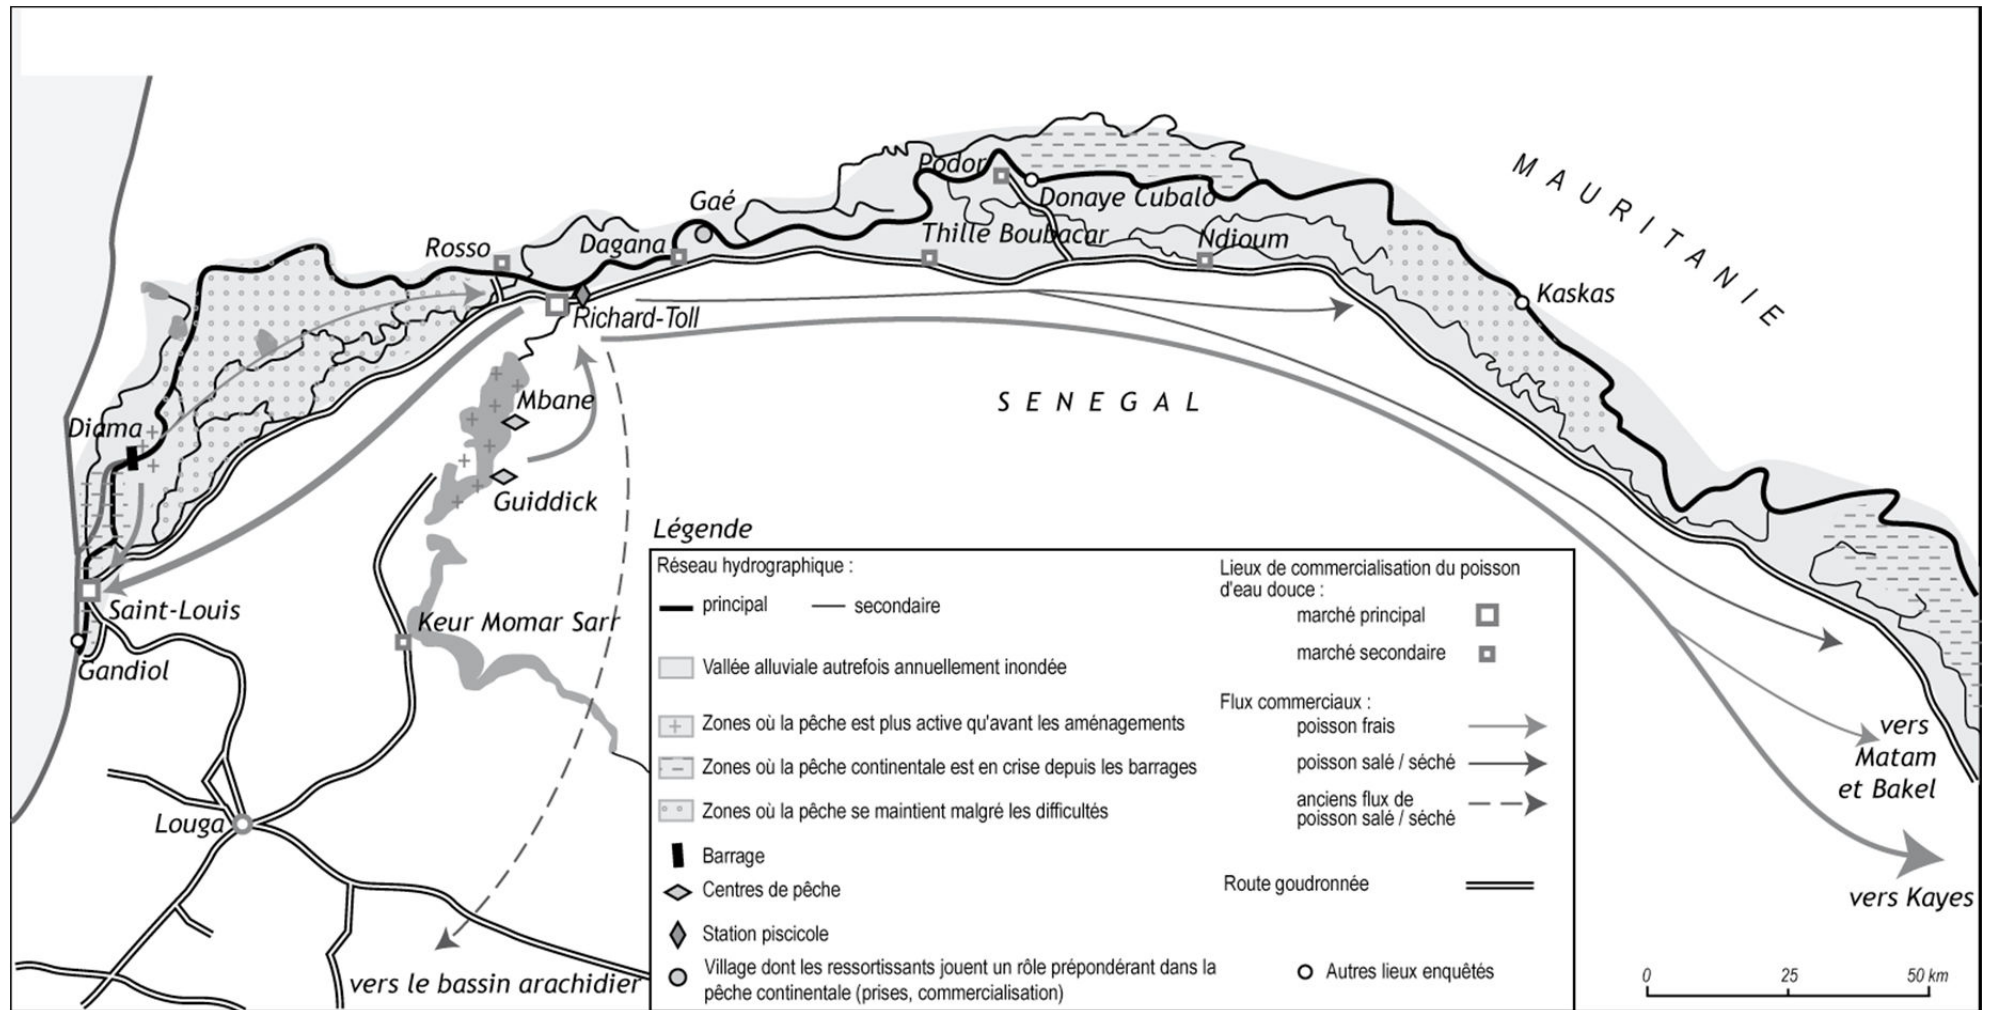 MAURITANIE
Podor
Donaye Cubalo
Gaé
Rosso
Dagana
Thille Boubacar
Ndioum
Kaskas
Richard-Toll
SENEGAL
Mbane
Diama
Guiddick
Saint-Louis
Keur Momar Sarr
Gandiol
Louga
vers
Matam
et Bakel
vers Kayes
vers le bassin arachidier
Légende
Réseau hydrographique :
principal
secondaire
Vallée alluviale autrefois annuellement inondée
Zones où la pêche est plus active qu'avant les aménagements
Zones où la pêche continentale est en crise depuis les barrages
Zones où la pêche se maintient malgré les difficultés
Barrage
Centres de pêche
Station piscicole
Village dont les ressortissants jouent un rôle prépondérant dans la
pêche continentale (prises, commercialisation)
Lieux de commercialisation du poisson
d'eau douce :
marché principal
marché secondaire
Flux commerciaux :
poisson frais
poisson salé / séché
anciens flux de
poisson salé / séché
Route goudronnée
Autres lieux enquêtés
0 25 50 km